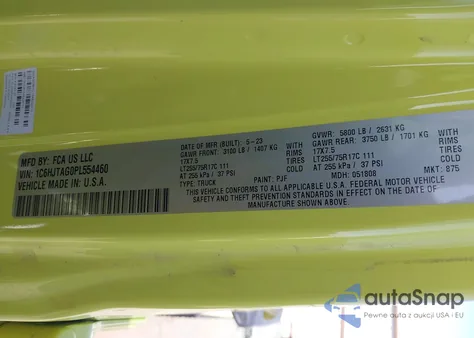 MFD BY: FCA US LLC
VIN: 1C6HJTAG0PL554460
VEHICLE MADE IN U.S.A.
DATE OF MFR (BUILT): 5-23
GAWR FRONT: 3100 LB / 1407 KG WITH
17X7.5 RIMS
LT255/75R17C 111 TIRES
AT 255 kPa / 37 PSI COLD
TYPE: TRUCK
GVWR: 5800 LB / 2631 KG
GAWR REAR: 3750 LB / 1701 KG WITH
17X7.5 RIMS
LT255/75R17C 111 TIRES
AT 255 kPa / 37 PSI COLD
PAINT: PJF MDH: 051808 MKT: 875
THIS VEHICLE CONFORMS TO ALL APPLICABLE U.S.A. FEDERAL MOTOR VEHICLE
SAFETY AND THEFT PREVENTION STANDARDS IN EFFECT ON THE DATE OF
MANUFACTURE SHOWN ABOVE.
autaSnap
Pewne auta z aukcji USA i EU